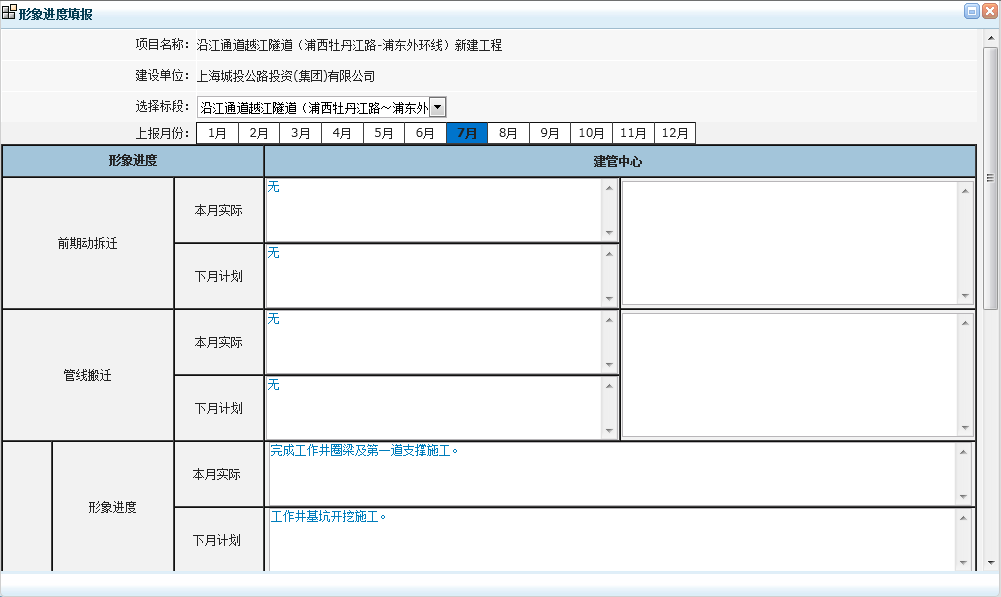 形象进度填报
项目名称： 沿江通道越江隧道（浦西牡丹江路-浦东外环线）新建工程
建设单位： 上海城投公路投资(集团)有限公司
选择标段： 沿江通道越江隧道（浦西牡丹江路～浦东外
上报月份： 1月 2月 3月 4月 5月 6月 7月 8月 9月 10月 11月 12月
形象进度 建管中心
前期动拆迁
本月实际 无
下月计划 无
管线搬迁
本月实际 无
下月计划 无
形象进度
本月实际 完成工作井圈梁及第一道支撑施工。
下月计划 工作井基坑开挖施工。